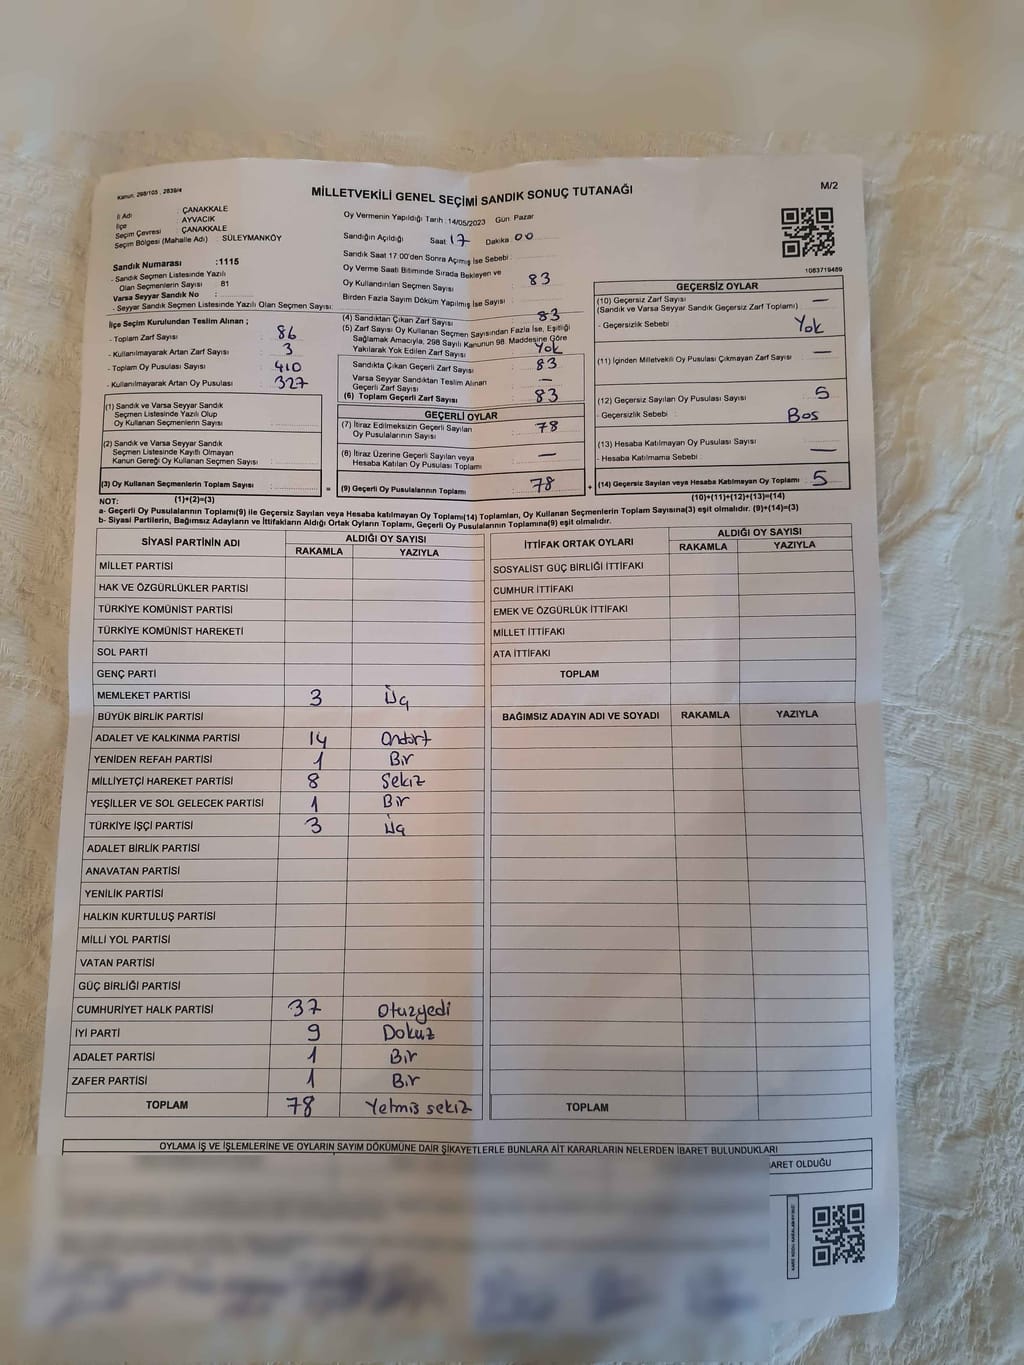 Kanun: 298/105 , 2839/4
MİLLETVEKİLİ GENEL SEÇİMİ SANDIK SONUÇ TUTANAĞI
M/2
İl Adı : ÇANAKKALE
İlçe : AYVACIK
Seçim Çevresi : ÇANAKKALE
Seçim Bölgesi (Mahalle Adı) : SÜLEYMANKÖY
Oy Vermenin Yapıldığı Tarih : 14/05/2023 Gün: Pazar
Sandığın Açıldığı Saat 17 Dakika 00
Sandık Saat 17:00'den Sonra Açımış İse Sebebi :
Oy Verme Saati Bitiminde Sırada Bekleyen ve
Oy Kullandırılan Seçmen Sayısı : 83
Birden Fazla Sayım Döküm Yapılmış İse Sayısı :
1083719489
Sandık Numarası :1115
- Sandık Seçmen Listesinde Yazılı
Olan Seçmenlerin Sayısı : 81
Varsa Seyyar Sandık No :
- Seyyar Sandık Seçmen Listesinde Yazılı Olan Seçmen Sayısı:
İlçe Seçim Kurulundan Teslim Alınan ;
- Toplam Zarf Sayısı : 86
- Kullanılmayarak Artan Zarf Sayısı : 3
- Toplam Oy Pusulası Sayısı : 410
- Kullanılmayarak Artan Oy Pusulası : 327
(1) Sandık ve Varsa Seyyar Sandık
Seçmen Listesinde Yazılı Olup
Oy Kullanan Seçmenlerin Sayısı :
(2) Sandık ve Varsa Seyyar Sandık
Seçmen Listesinde Kayıtlı Olmayan
Kanun Gereği Oy Kullanan Seçmen Sayısı :
(3) Oy Kullanan Seçmenlerin Toplam Sayısı :
(1)+(2)=(3)
(4) Sandıktan Çıkan Zarf Sayısı : 83
(5) Zarf Sayısı Oy Kullanan Seçmen Sayısından Fazla İse, Eşitliği
Sağlamak Amacıyla, 298 Sayılı Kanunun 98. Maddesine Göre
Yakılarak Yok Edilen Zarf Sayısı : Yok
Sandıkta Çıkan Geçerli Zarf Sayısı : 83
Varsa Seyyar Sandıktan Teslim Alınan
Geçerli Zarf Sayısı : —
(6) Toplam Geçerli Zarf Sayısı : 83
GEÇERLİ OYLAR
(7) İtiraz Edilmeksizin Geçerli Sayılan
Oy Pusulalarının Sayısı : 78
(8) İtiraz Üzerine Geçerli Sayılan veya
Hesaba Katılan Oy Pusulası Toplamı : —
= (9) Geçerli Oy Pusulalarının Toplamı : 78
GEÇERSİZ OYLAR
(10) Geçersiz Zarf Sayısı : —
(Sandık ve Varsa Seyyar Sandık Geçersiz Zarf Toplamı)
- Geçersizlik Sebebi : Yok
(11) İçinden Milletvekili Oy Pusulası Çıkmayan Zarf Sayısı : —
(12) Geçersiz Sayılan Oy Pusulası Sayısı : 5
- Geçersizlik Sebebi : Bos
(13) Hesaba Katılmayan Oy Pusulası Sayısı : —
- Hesaba Katılmama Sebebi :
+ (14) Geçersiz Sayılan veya Hesaba Katılmayan Oy Toplamı : 5
(10)+(11)+(12)+(13)=(14)
NOT:
a- Geçerli Oy Pusulalarının Toplamı(9) ile Geçersiz Sayılan veya Hesaba Katılmayan Oy Toplamı(14) Toplamları, Oy Kullanan Seçmenlerin Toplam Sayısına(3) eşit olmalıdır. (9)+(14)=(3)
b- Siyasi Partilerin, Bağımsız Adayların ve İttifakların Aldığı Ortak Oyların Toplamı, Geçerli Oy Pusulalarının Toplamına(9) eşit olmalıdır.
SİYASİ PARTİNİN ADI ALDIĞI OY SAYISI
RAKAMLA YAZIYLA
MİLLET PARTİSİ
HAK VE ÖZGÜRLÜKLER PARTİSİ
TÜRKİYE KOMÜNİST PARTİSİ
TÜRKİYE KOMÜNİST HAREKETİ
SOL PARTİ
GENÇ PARTİ
MEMLEKET PARTİSİ 3 Üç
BÜYÜK BİRLİK PARTİSİ
ADALET VE KALKINMA PARTİSİ 14 Ondört
YENİDEN REFAH PARTİSİ 1 Bir
MİLLİYETÇİ HAREKET PARTİSİ 8 Sekiz
YEŞİLLER VE SOL GELECEK PARTİSİ 1 Bir
TÜRKİYE İŞÇİ PARTİSİ 3 Üç
ADALET BİRLİK PARTİSİ
ANAVATAN PARTİSİ
YENİLİK PARTİSİ
HALKIN KURTULUŞ PARTİSİ
MİLLİ YOL PARTİSİ
VATAN PARTİSİ
GÜÇ BİRLİĞİ PARTİSİ
CUMHURİYET HALK PARTİSİ 37 Otuzyedi
İYİ PARTİ 9 Dokuz
ADALET PARTİSİ 1 Bir
ZAFER PARTİSİ 1 Bir
TOPLAM 78 Yetmiş sekiz
İTTİFAK ORTAK OYLARI ALDIĞI OY SAYISI
RAKAMLA YAZIYLA
SOSYALİST GÜÇ BİRLİĞİ İTTİFAKI
CUMHUR İTTİFAKI
EMEK VE ÖZGÜRLÜK İTTİFAKI
MİLLET İTTİFAKI
ATA İTTİFAKI
TOPLAM
BAĞIMSIZ ADAYIN ADI VE SOYADI RAKAMLA YAZIYLA
TOPLAM
OYLAMA İŞ VE İŞLEMLERİNE VE OYLARIN SAYIM DÖKÜMÜNE DAİR ŞİKAYETLERLE BUNLARA AİT KARARLARIN NELERDEN İBARET BULUNDUKLARI
ARET OLDUĞU